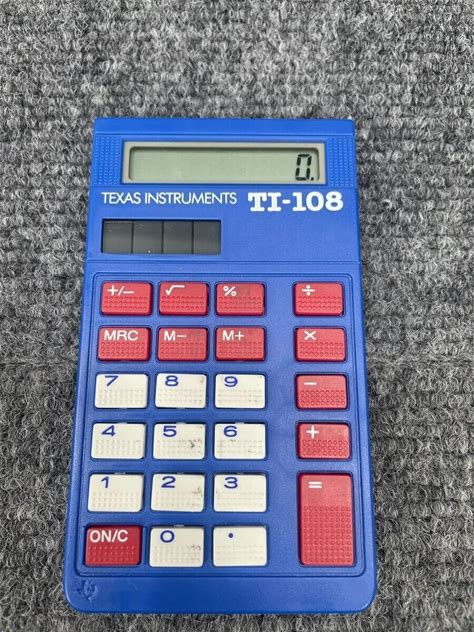 0.
TEXAS INSTRUMENTS TI-108
+/− √ % ÷
MRC M− M+ ×
7 8 9 −
4 5 6 +
1 2 3 =
ON/C 0 .